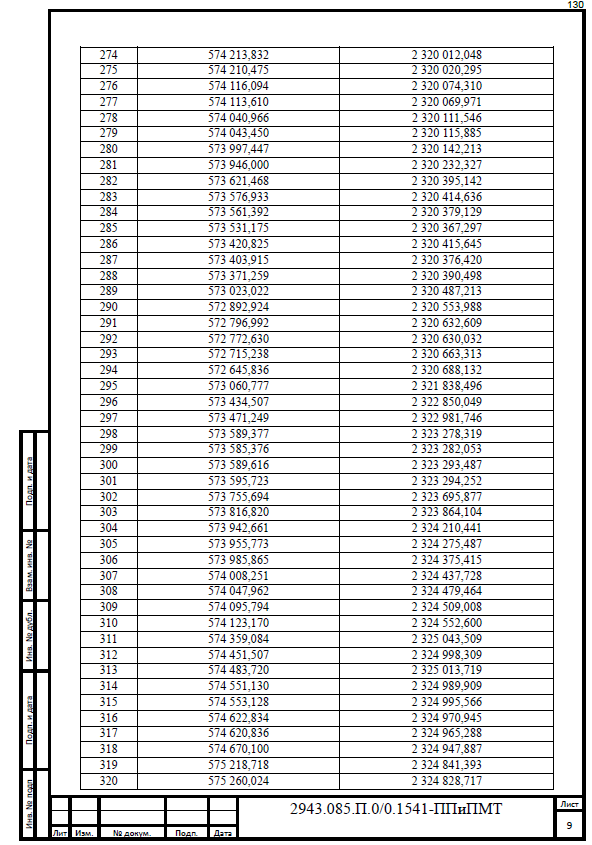 130
274 574 213,832 2 320 012,048
275 574 210,475 2 320 020,295
276 574 116,094 2 320 074,310
277 574 113,610 2 320 069,971
278 574 040,966 2 320 111,546
279 574 043,450 2 320 115,885
280 573 997,447 2 320 142,213
281 573 946,000 2 320 232,327
282 573 621,468 2 320 395,142
283 573 576,933 2 320 414,636
284 573 561,392 2 320 379,129
285 573 531,175 2 320 367,297
286 573 420,825 2 320 415,645
287 573 403,915 2 320 376,420
288 573 371,259 2 320 390,498
289 573 023,022 2 320 487,213
290 572 892,924 2 320 553,988
291 572 796,992 2 320 632,609
292 572 772,630 2 320 630,032
293 572 715,238 2 320 663,313
294 572 645,836 2 320 688,132
295 573 060,777 2 321 838,496
296 573 434,507 2 322 850,049
297 573 471,249 2 322 981,746
298 573 589,377 2 323 278,319
299 573 585,376 2 323 282,053
300 573 589,616 2 323 293,487
301 573 595,723 2 323 294,252
302 573 755,694 2 323 695,877
303 573 816,820 2 323 864,104
304 573 942,661 2 324 210,441
305 573 955,773 2 324 275,487
306 573 985,865 2 324 375,415
307 574 008,251 2 324 437,728
308 574 047,962 2 324 479,464
309 574 095,794 2 324 509,008
310 574 123,170 2 324 552,600
311 574 359,084 2 325 043,509
312 574 451,507 2 324 998,309
313 574 483,720 2 325 013,719
314 574 551,130 2 324 989,909
315 574 553,128 2 324 995,566
316 574 622,834 2 324 970,945
317 574 620,836 2 324 965,288
318 574 670,100 2 324 947,887
319 575 218,718 2 324 841,393
320 575 260,024 2 324 828,717
Подп. и дата
Взам. инв. №
Инв. № дубл.
Подп. и дата
Инв. № подп
Лит Изм. № докум. Подп. Дата
2943.085.П.0/0.1541-ППиПМТ
Лист
9